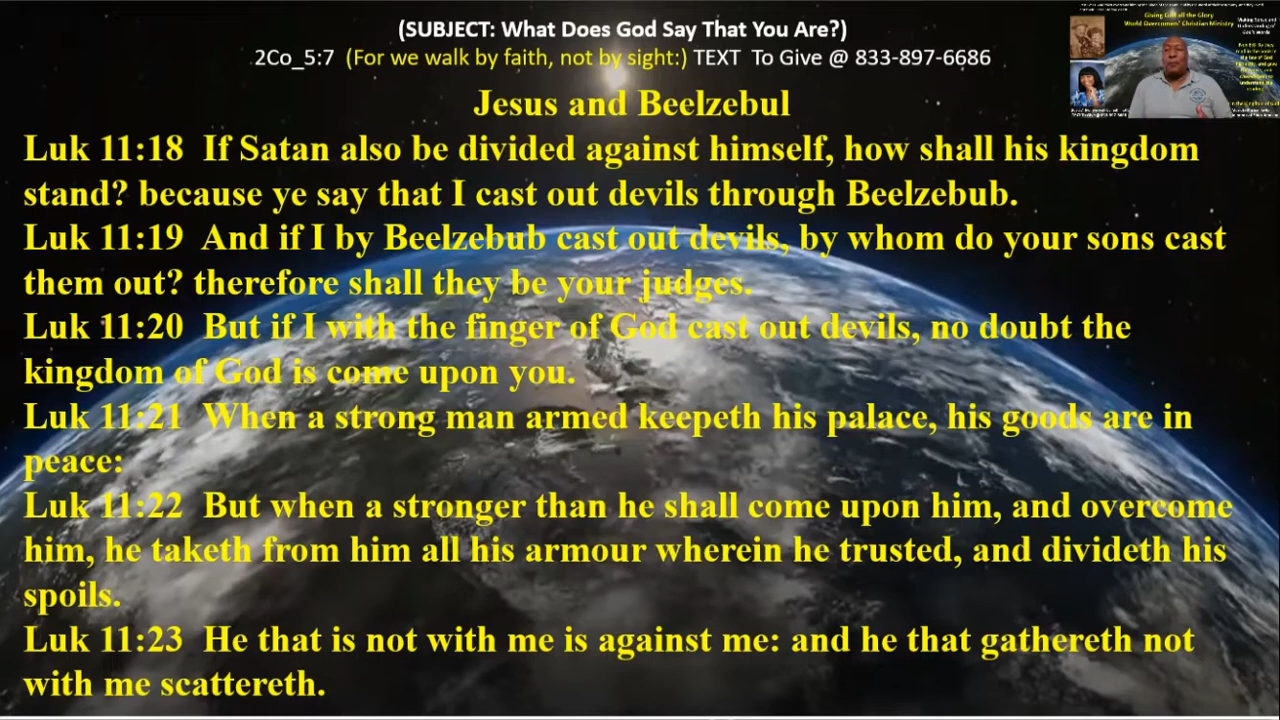 (SUBJECT: What Does God Say That You Are?)
2Co_5:7 (For we walk by faith, not by sight:) TEXT To Give @ 833-897-6686
Jesus and Beelzebul
Luk 11:18 If Satan also be divided against himself, how shall his kingdom
stand? because ye say that I cast out devils through Beelzebub.
Luk 11:19 And if I by Beelzebub cast out devils, by whom do your sons cast
them out? therefore shall they be your judges.
Luk 11:20 But if I with the finger of God cast out devils, no doubt the
kingdom of God is come upon you.
Luk 11:21 When a strong man armed keepeth his palace, his goods are in
peace:
Luk 11:22 But when a stronger than he shall come upon him, and overcome
him, he taketh from him all his armour wherein he trusted, and divideth his
spoils.
Luk 11:23 He that is not with me is against me: and he that gathereth not
with me scattereth.
Giving God all the Glory
World Overcomers' Christian Ministry